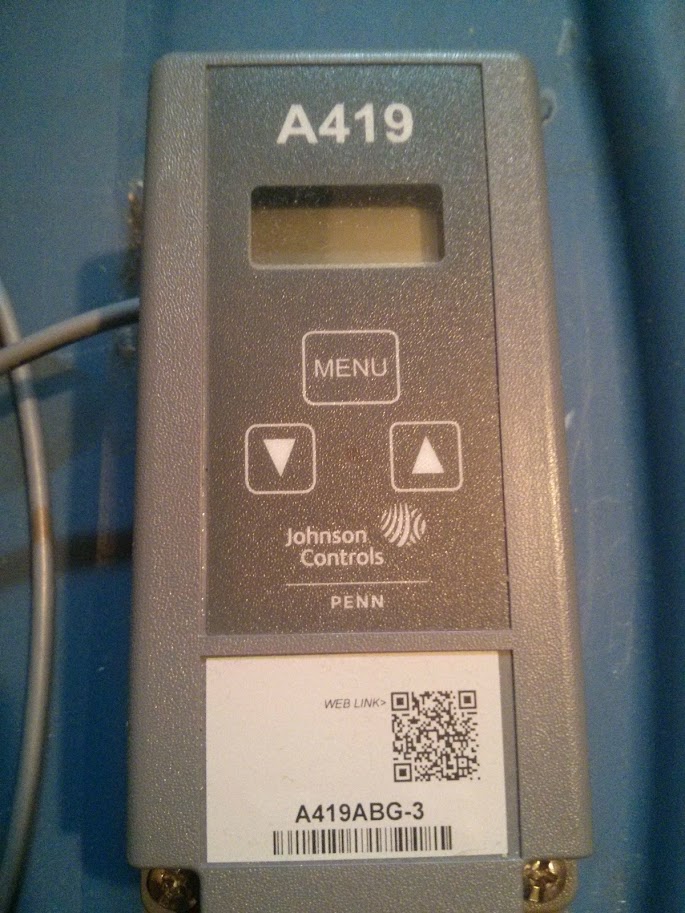 A419
MENU
Johnson
Controls
PENN
WEB LINK>
A419ABG-3